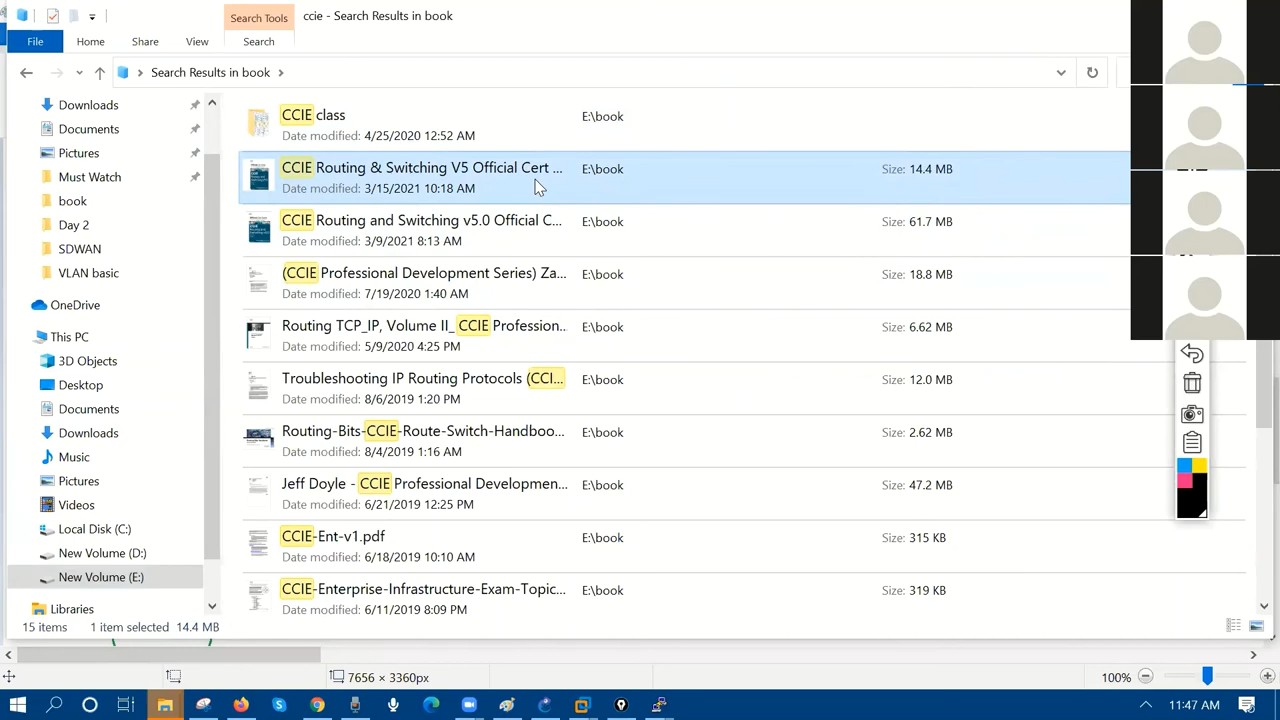 Search Tools
ccie - Search Results in book
File
Home
Share
View
Search
Search Results in book
Downloads
Documents
Pictures
Must Watch
book
Day 2
SDWAN
VLAN basic
OneDrive
This PC
3D Objects
Desktop
Documents
Downloads
Music
Pictures
Videos
Local Disk (C:)
New Volume (D:)
New Volume (E:)
Libraries
CCIE class
E:\book
Date modified: 4/25/2020 12:52 AM
CCIE Routing & Switching V5 Official Cert ...
E:\book
Size: 14.4 MB
Date modified: 3/15/2021 10:18 AM
CCIE Routing and Switching v5.0 Official C...
E:\book
Size: 61.7 MB
Date modified: 3/9/2021 8:13 AM
(CCIE Professional Development Series) Za...
E:\book
Size: 18.8 MB
Date modified: 7/19/2020 1:40 AM
Routing TCP_IP, Volume II_ CCIE Profession...
E:\book
Size: 6.62 MB
Date modified: 5/9/2020 4:25 PM
Troubleshooting IP Routing Protocols (CCI...
E:\book
Size: 12.0 MB
Date modified: 8/6/2019 1:20 PM
Routing-Bits-CCIE-Route-Switch-Handboo...
E:\book
Size: 2.62 MB
Date modified: 8/4/2019 1:16 AM
Jeff Doyle - CCIE Professional Developmen...
E:\book
Size: 47.2 MB
Date modified: 6/21/2019 12:25 PM
CCIE-Ent-v1.pdf
E:\book
Size: 315 KB
Date modified: 6/18/2019 10:10 AM
CCIE-Enterprise-Infrastructure-Exam-Topic...
E:\book
Size: 319 KB
Date modified: 6/11/2019 8:09 PM
15 items
1 item selected 14.4 MB
7656 × 3360px
100%
11:47 AM